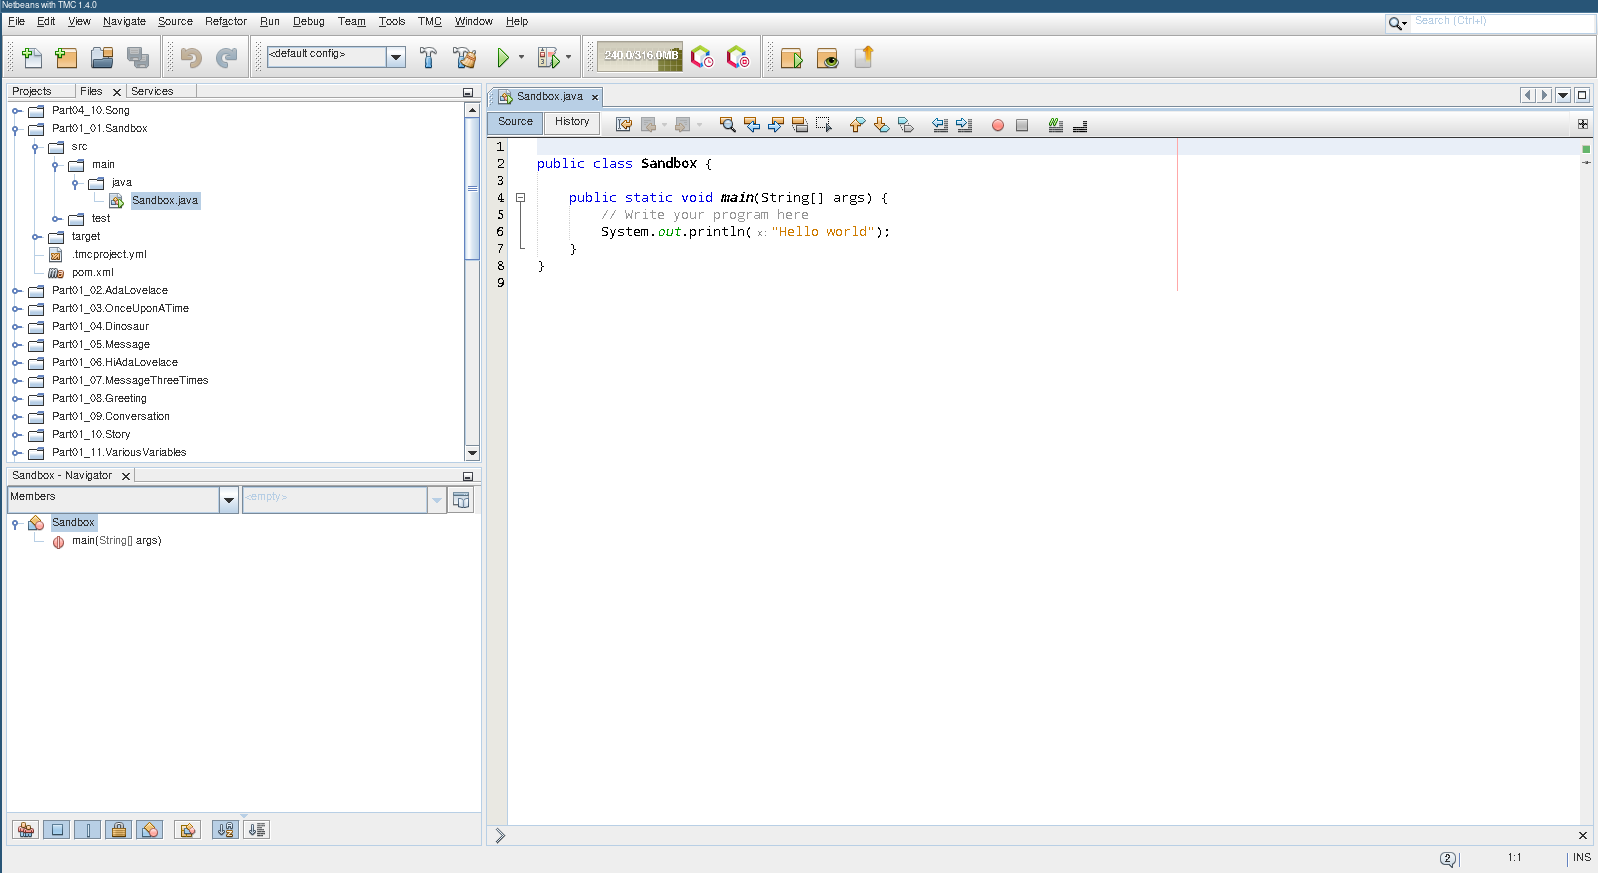 Netbeans with TMC 1.4.0
File Edit View Navigate Source Refactor Run Debug Team Tools TMC Window Help
Search (Ctrl+I)
<default config>
240.0/316.0MB
Projects Files Services
Part04_10.Song
Part01_01.Sandbox
src
main
java
Sandbox.java
test
target
.tmcproject.yml
pom.xml
Part01_02.AdaLovelace
Part01_03.OnceUponATime
Part01_04.Dinosaur
Part01_05.Message
Part01_06.HiAdaLovelace
Part01_07.MessageThreeTimes
Part01_08.Greeting
Part01_09.Conversation
Part01_10.Story
Part01_11.VariousVariables
Sandbox - Navigator
Members
<empty>
Sandbox
main(String[] args)
Sandbox.java
Source History
1
2 public class Sandbox {
3
4 public static void main(String[] args) {
5 // Write your program here
6 System.out.println( x: "Hello world");
7 }
8 }
9
2
1:1
INS